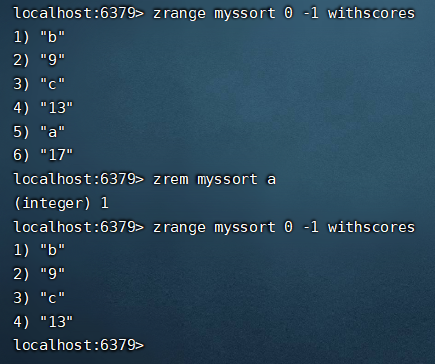 localhost:6379> zrange myssort 0 -1 withscores
1) "b"
2) "9"
3) "c"
4) "13"
5) "a"
6) "17"
localhost:6379> zrem myssort a
(integer) 1
localhost:6379> zrange myssort 0 -1 withscores
1) "b"
2) "9"
3) "c"
4) "13"
localhost:6379>